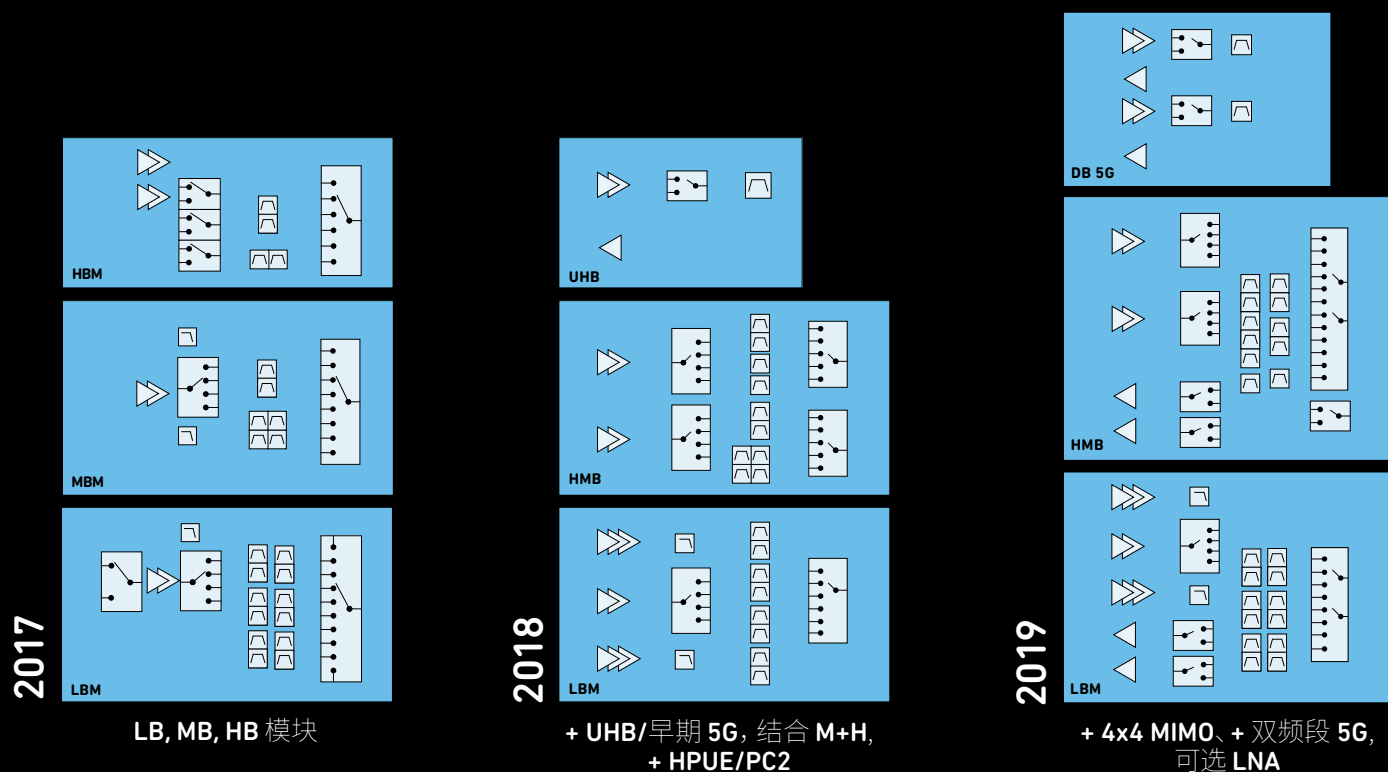 2017
HBM
MBM
LBM
LB, MB, HB 模块
2018
UHB
HMB
LBM
+ UHB/早期 5G，结合 M+H,
+ HPUE/PC2
2019
DB 5G
HMB
LBM
+ 4x4 MIMO、+ 双频段 5G,
可选 LNA